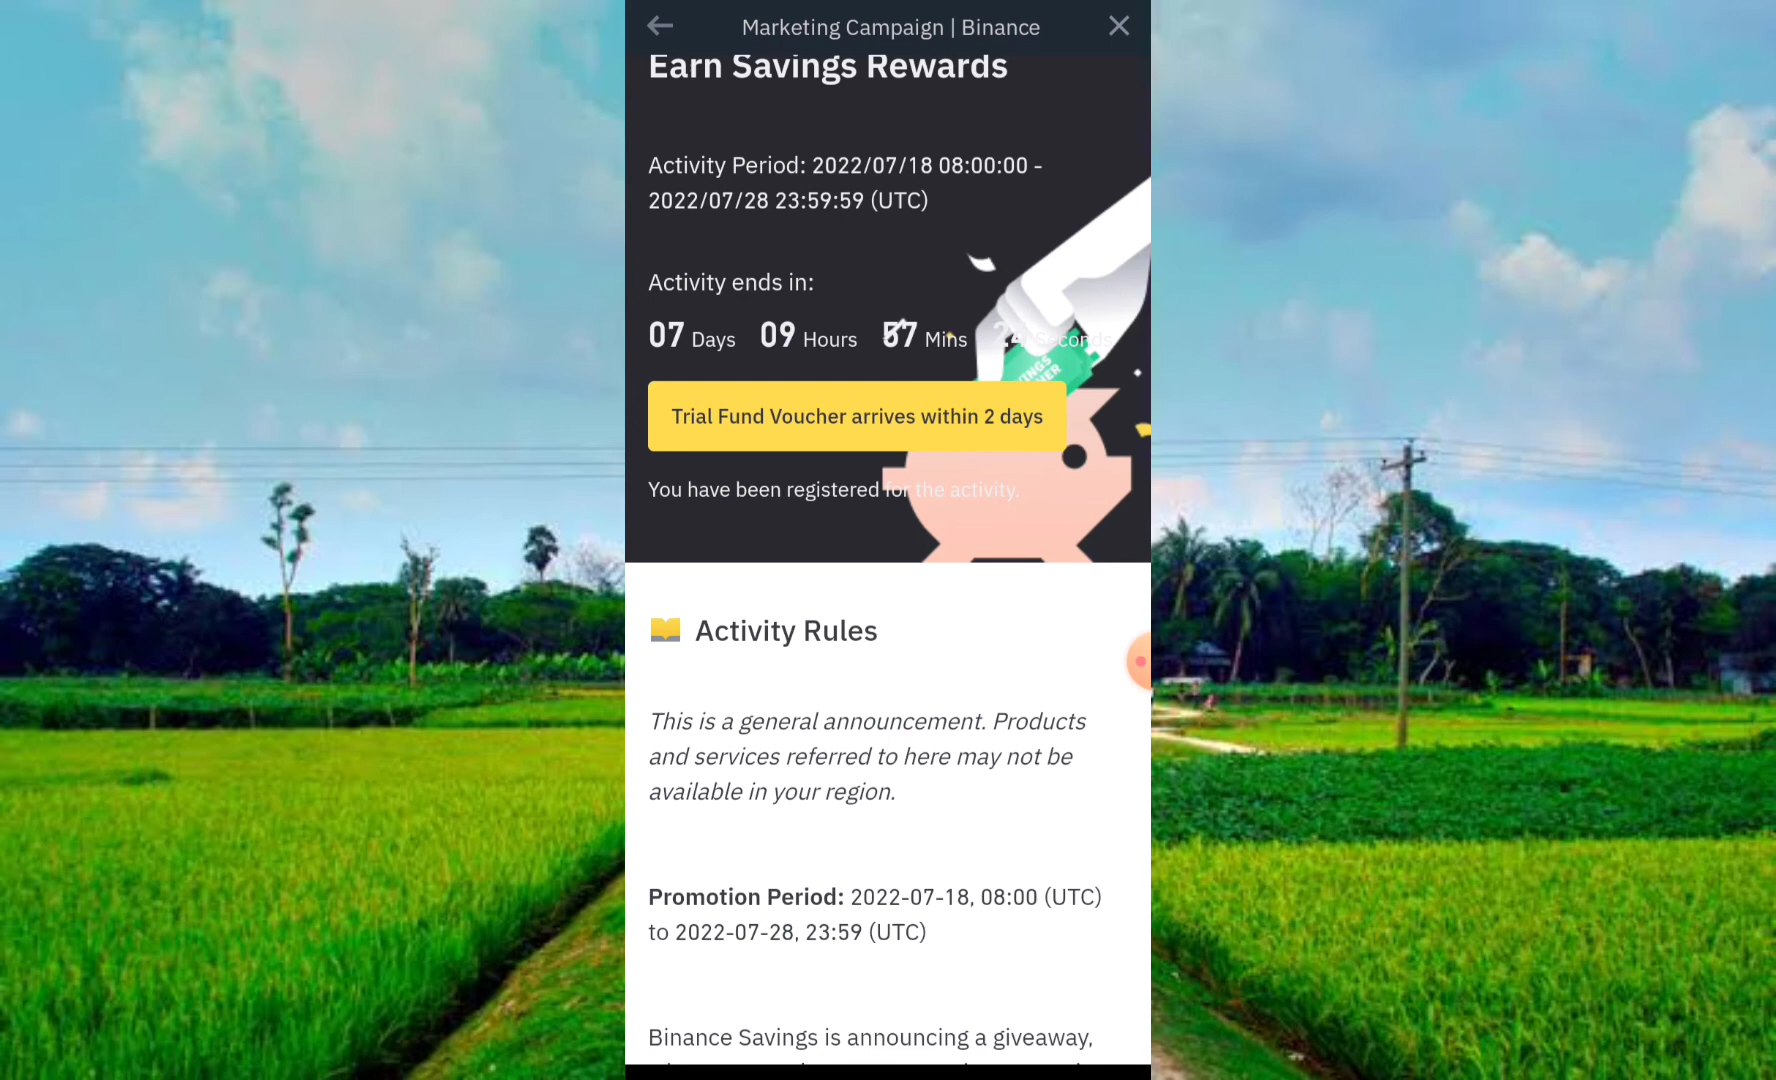 Marketing Campaign | Binance
Earn Savings Rewards
Activity Period: 2022/07/18 08:00:00 -
2022/07/28 23:59:59 (UTC)
Activity ends in:
07 Days 09 Hours 57 Mins 24 Seconds
Trial Fund Voucher arrives within 2 days
You have been registered for the activity.
Activity Rules
This is a general announcement. Products
and services referred to here may not be
available in your region.
Promotion Period: 2022-07-18, 08:00 (UTC)
to 2022-07-28, 23:59 (UTC)
Binance Savings is announcing a giveaway,